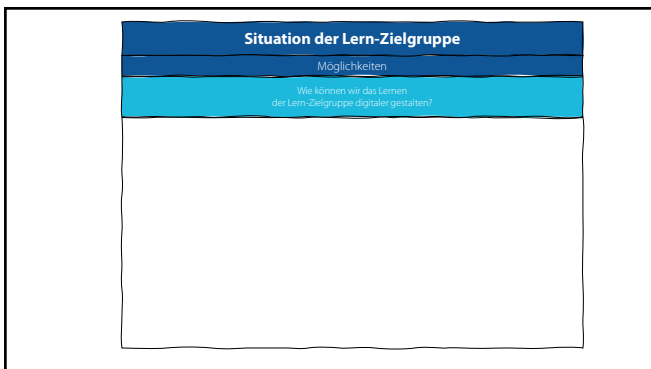 Situation der Lern-Zielgruppe
Möglichkeiten
Wie können wir das Lernen
der Lern-Zielgruppe digitaler gestalten?